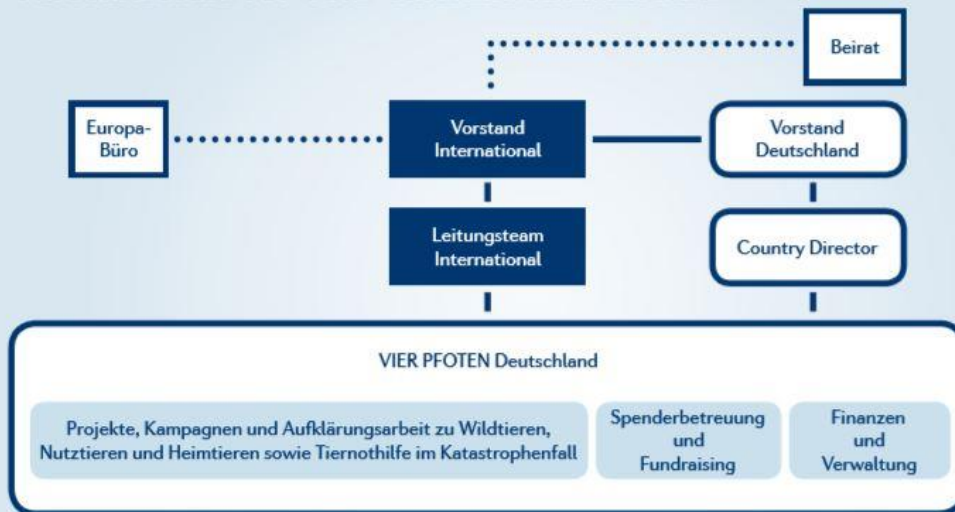 Beirat
Europa-
Büro
Vorstand
International
Vorstand
Deutschland
Leitungsteam
International
Country Director
VIER PFOTEN Deutschland
Projekte, Kampagnen und Aufklärungsarbeit zu Wildtieren,
Nutztieren und Heimtieren sowie Tiernothilfe im Katastrophenfall
Spenderbetreuung
und
Fundraising
Finanzen
und
Verwaltung